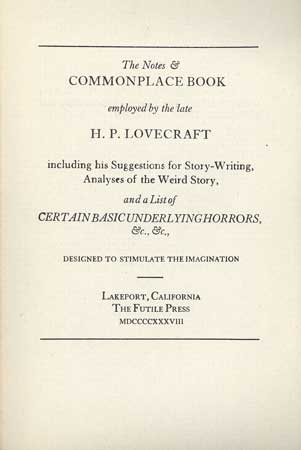 The Notes &
COMMONPLACE BOOK
employed by the late
H. P. LOVECRAFT
including his Suggestions for Story-Writing,
Analyses of the Weird Story,
and a List of
CERTAIN BASIC UNDERLYING HORRORS,
&c., &c.,
DESIGNED TO STIMULATE THE IMAGINATION
LAKEPORT, CALIFORNIA
THE FUTILE PRESS
MDCCCCXXXVIII